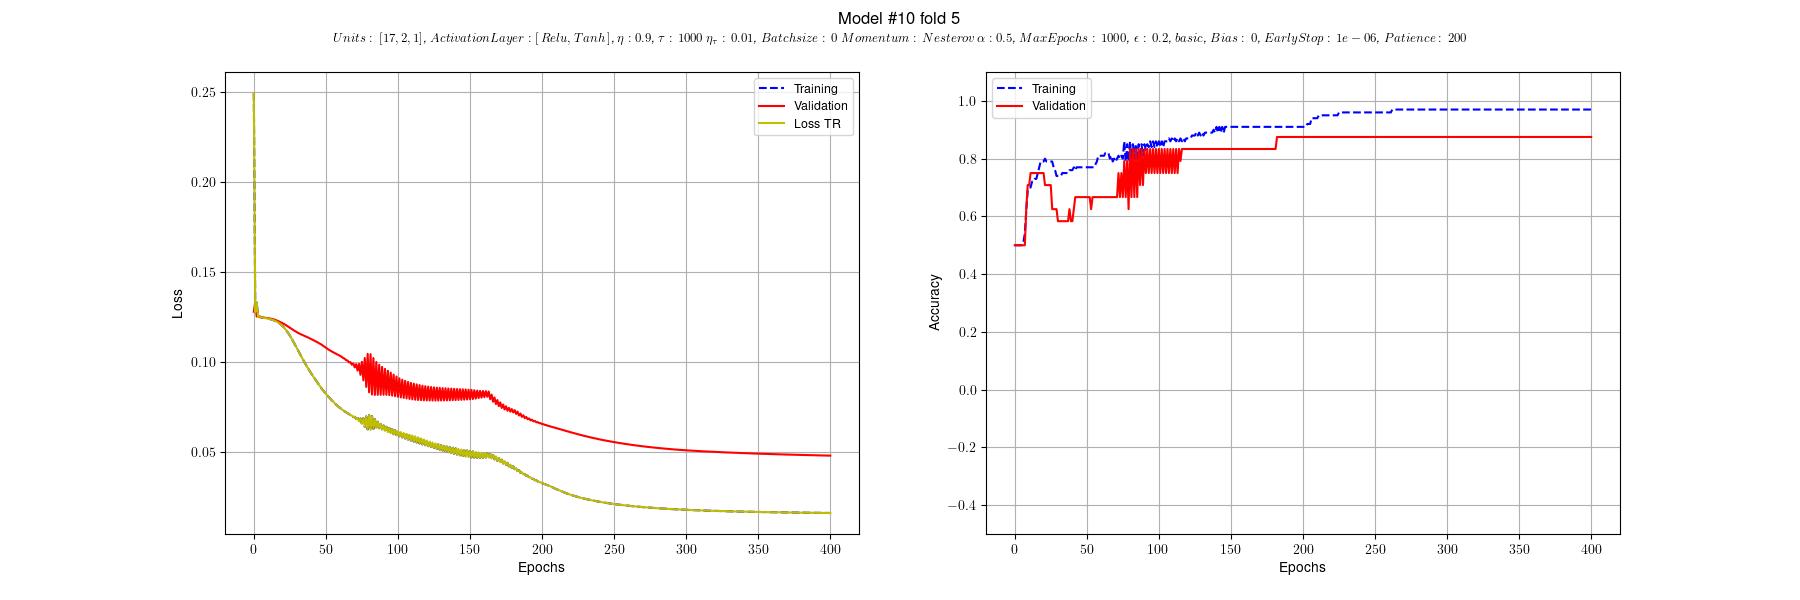 Model #10 fold 5
Units : [17, 2, 1], ActivationLayer : [Relu, Tanh], η : 0.9, τ : 1000 η_τ : 0.01, Batchsize : 0 Momentum : Nesterov α : 0.5, MaxEpochs : 1000, ϵ : 0.2, basic, Bias : 0, EarlyStop : 1e − 06, Patience : 200
Training
Validation
Loss TR
0.25
0.20
0.15
0.10
0.05
Loss
0 50 100 150 200 250 300 350 400
Epochs
Training
Validation
1.0
0.8
0.6
0.4
0.2
0.0
−0.2
−0.4
Accuracy
0 50 100 150 200 250 300 350 400
Epochs